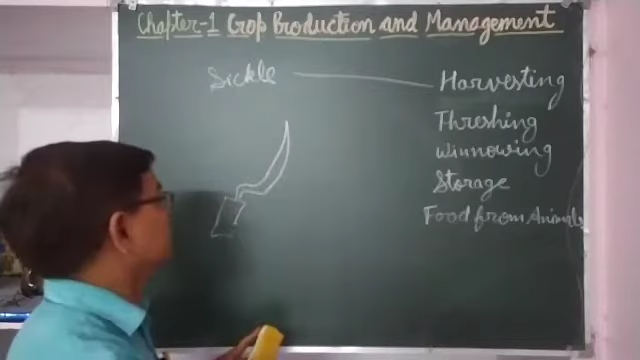 Chapter-1 Crop Production and Management
Sickle Harvesting
Threshing
Winnowing
Storage
Food from Animals